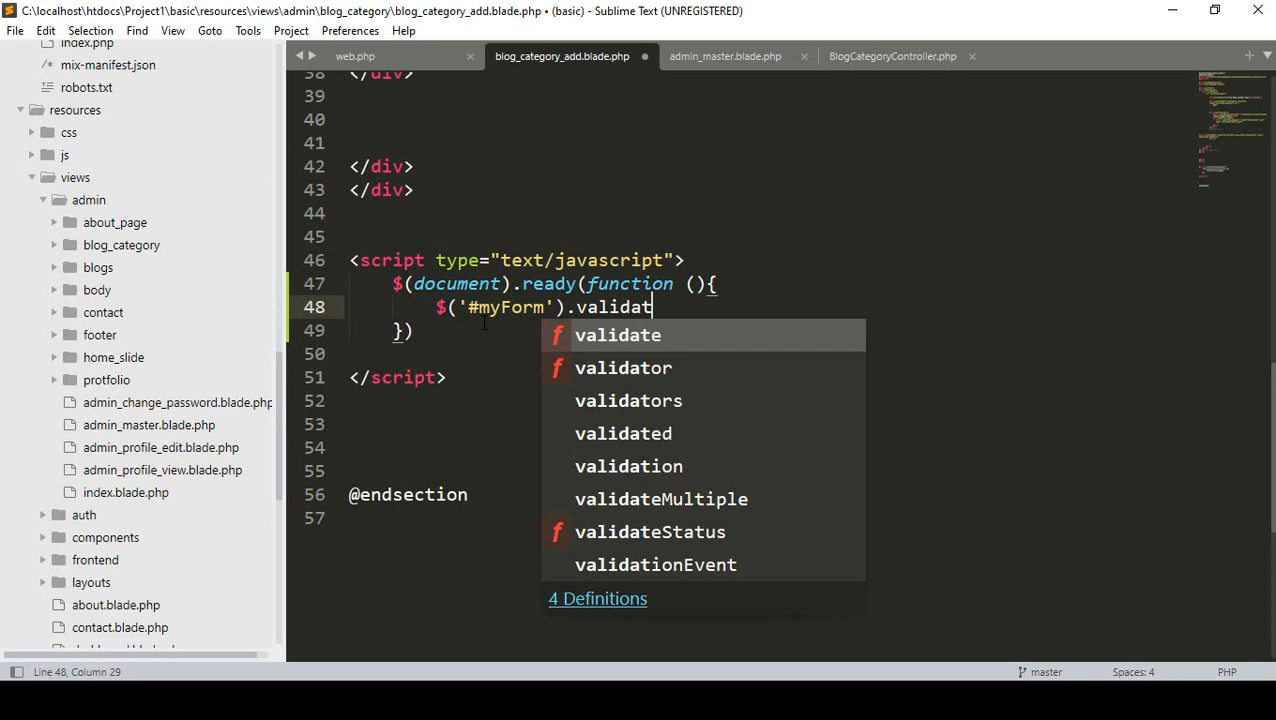 C:\localhost\htdocs\Project1\basic\resources\views\admin\blog_category\blog_category_add.blade.php • (basic) - Sublime Text (UNREGISTERED)
File Edit Selection Find View Goto Tools Project Preferences Help
index.php
mix-manifest.json
robots.txt
resources
css
js
views
admin
about_page
blog_category
blogs
body
contact
footer
home_slide
protfolio
admin_change_password.blade.php
admin_master.blade.php
admin_profile_edit.blade.php
admin_profile_view.blade.php
index.blade.php
auth
components
frontend
layouts
about.blade.php
contact.blade.php
web.php blog_category_add.blade.php admin_master.blade.php BlogCategoryController.php
38 </div>
39
40
41
42 </div>
43 </div>
44
45
46 <script type="text/javascript">
47 $(document).ready(function (){
48 $('#myForm').validat
49 })
50
51 </script>
52
53
54
55
56 @endsection
57
f validate
f validator
validators
validated
validation
validateMultiple
f validateStatus
validationEvent
4 Definitions
Line 48, Column 29 master Spaces: 4 PHP